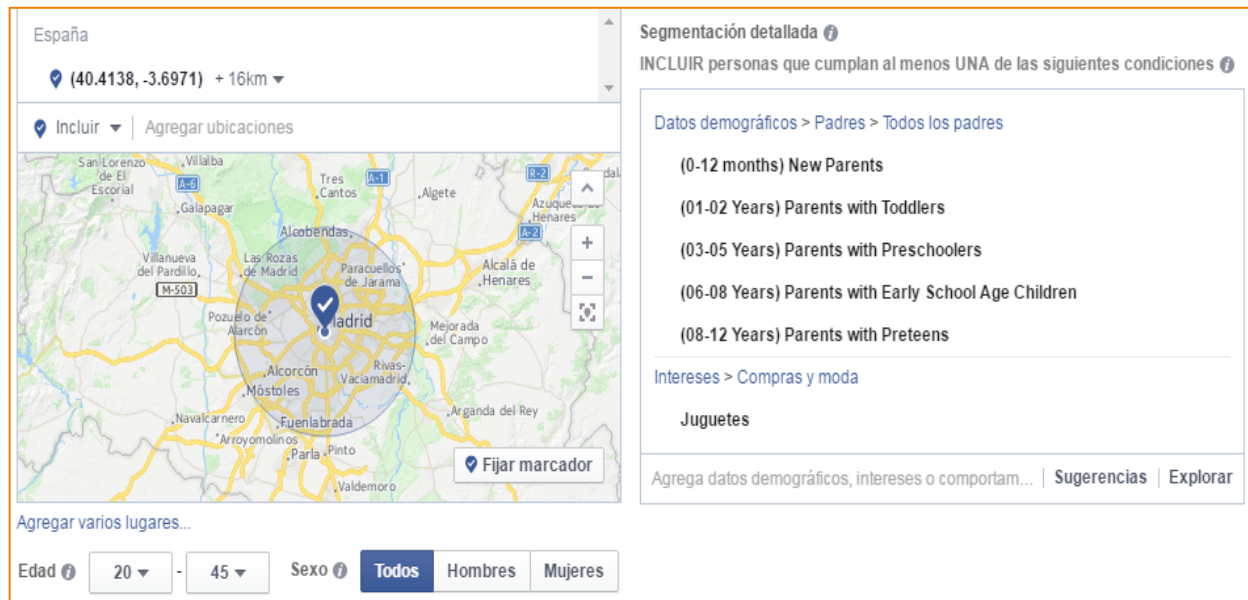 España
(40.4138, -3.6971) + 16km
Incluir
Agregar ubicaciones
San Lorenzo
de El
Escorial
Villalba
A-6
Galapagar
Tres
Cantos
A-1
Algete
R-2
Azuque
de
Henares
A-2
Alcobendas
Villanueva
del Pardillo
Las Rozas
de Madrid
Paracuellos
de Jarama
Alcalá de
Henares
M-503
Pozuelo de
Alarcón
adrid
Mejorada
del Campo
Alcorcón
Rivas-
Vaciamadrid
Móstoles
Navalcarnero
Fuenlabrada
Arganda del Rey
Arroyomolinos
Parla
Pinto
Valdemoro
Fijar marcador
Agregar varios lugares...
Edad
20 - 45
Sexo
Todos
Hombres
Mujeres
Segmentación detallada
INCLUIR personas que cumplan al menos UNA de las siguientes condiciones
Datos demográficos > Padres > Todos los padres
(0-12 months) New Parents
(01-02 Years) Parents with Toddlers
(03-05 Years) Parents with Preschoolers
(06-08 Years) Parents with Early School Age Children
(08-12 Years) Parents with Preteens
Intereses > Compras y moda
Juguetes
Agrega datos demográficos, intereses o comportam...
Sugerencias
Explorar